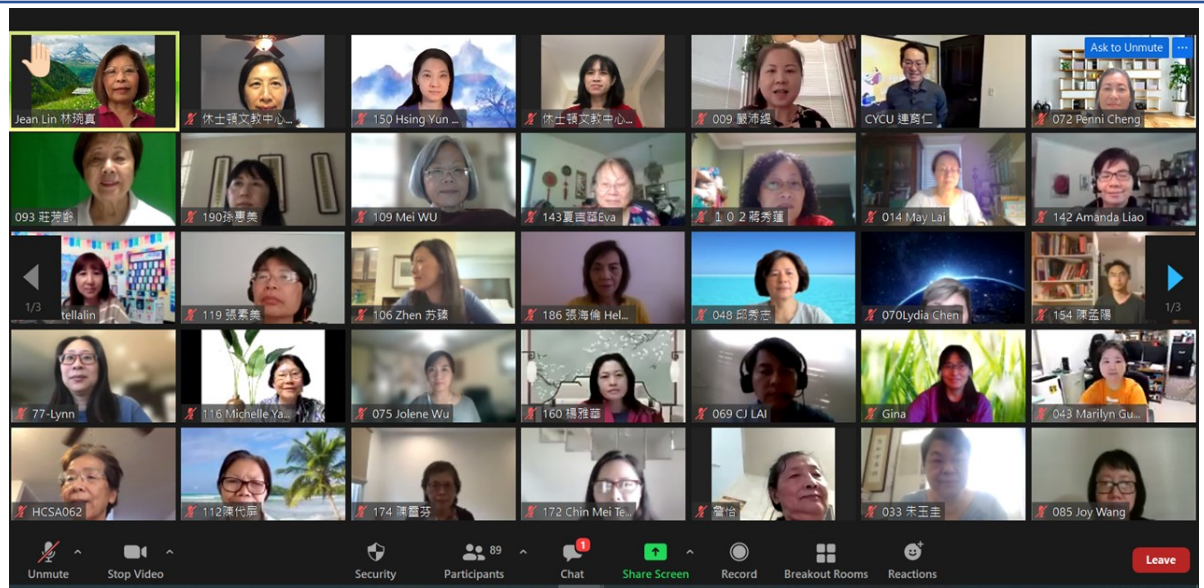 Ask to Unmute
Jean Lin 林琬真
休士頓文教中心...
150 Hsing Yun ...
休士頓文教中心...
009 嚴沛緹
CYCU 連育仁
072 Penni Cheng
093 莊芳齡
190孫惠美
109 Mei WU
143夏吉華Eva
１０２蔣秀蓮
014 May Lai
142 Amanda Liao
1/3
tellalin
119 張素美
106 Zhen 苏臻
186 張海倫 Hel...
048 邱秀志
070Lydia Chen
154 陳孟陽
1/3
77-Lynn
116 Michelle Ya...
075 Jolene Wu
160 楊雅華
069 CJ LAI
Gina
043 Marilyn Gu...
HCSA062
112陳代扉
174 陳靈芬
172 Chin Mei Te...
詹怡
033 朱玉圭
085 Joy Wang
89
1
Unmute
Stop Video
Security
Participants
Chat
Share Screen
Record
Breakout Rooms
Reactions
Leave